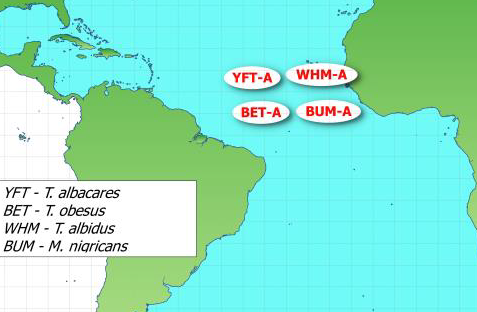 YFT-A WHM-A
BET-A BUM-A
YFT - T. albacares
BET - T. obesus
WHM - T. albidus
BUM - M. nigricans